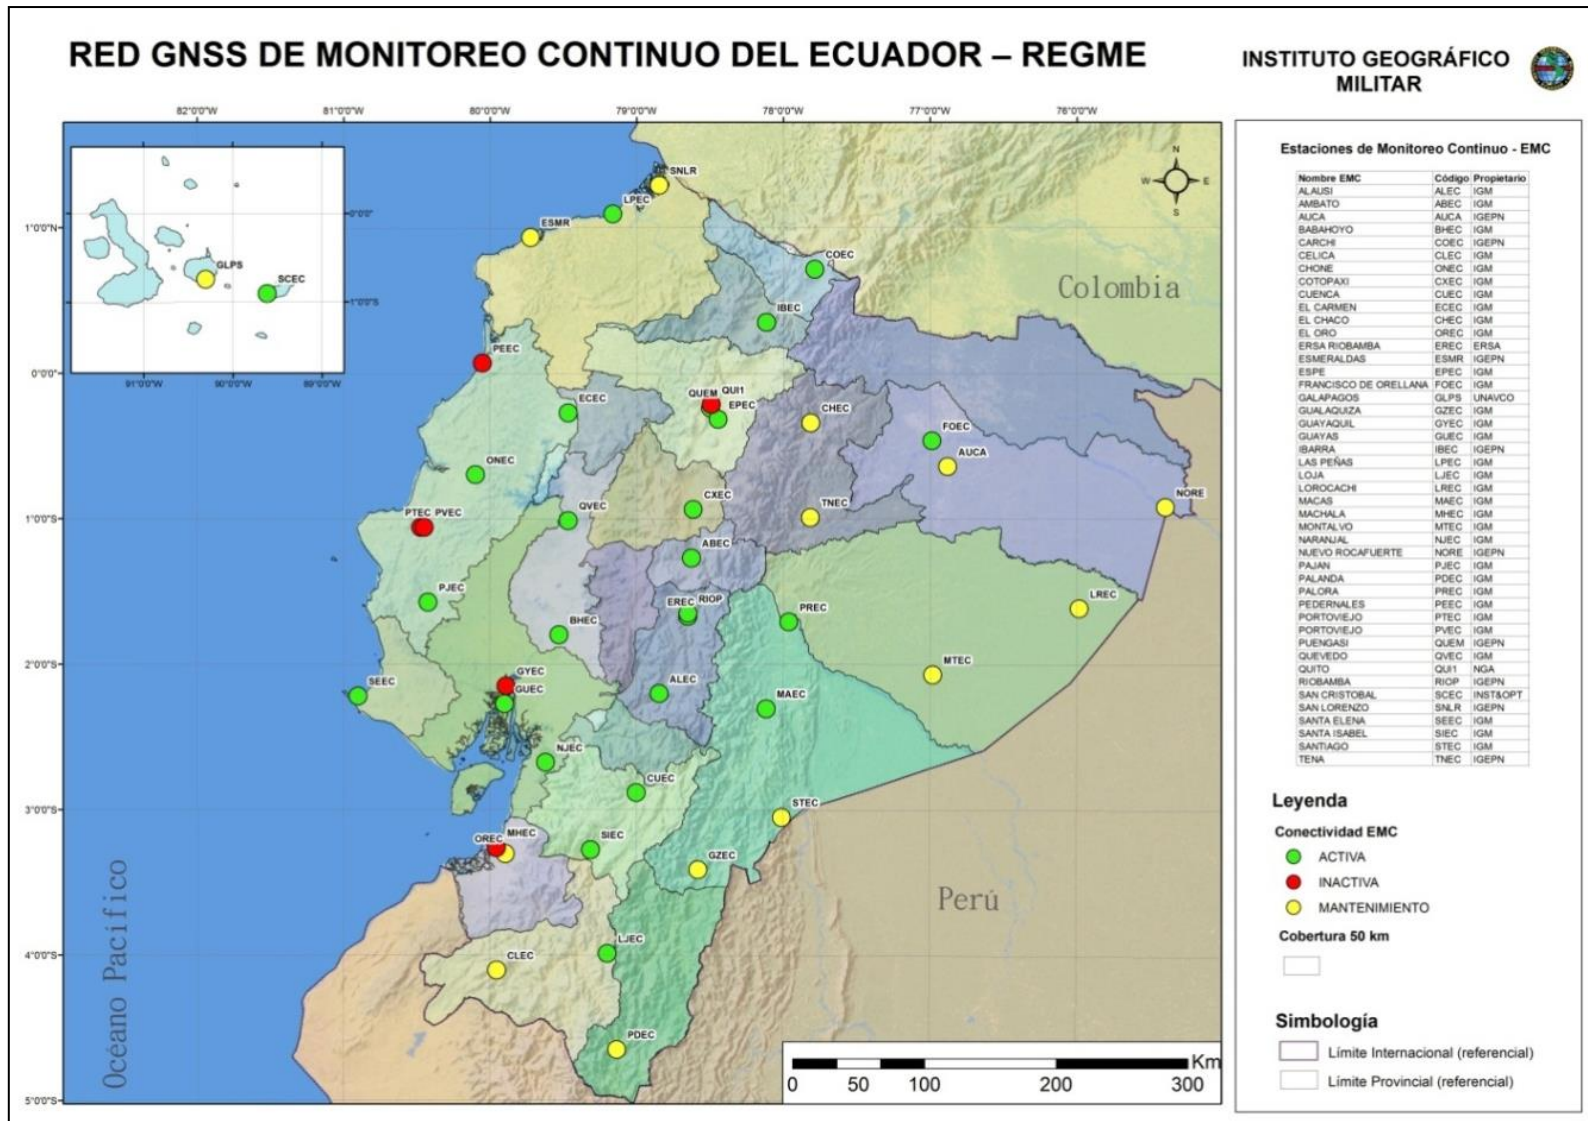 RED GNSS DE MONITOREO CONTINUO DEL ECUADOR – REGME
INSTITUTO GEOGRÁFICO
MILITAR
82°0'0"W 81°0'0"W 80°0'0"W 79°0'0"W 78°0'0"W 77°0'0"W 76°0'0"W
1°0'0"N
0°0'0"
1°0'0"S
2°0'0"S
3°0'0"S
4°0'0"S
5°0'0"S
0°0'0"
1°0'0"S
91°0'0"W 90°0'0"W 89°0'0"W
GLPS
SCEC
N
W E
S
SNLR
LPEC
ESMR
COEC
Colombia
IBEC
PEEC
QUEM QUI1
EPEC
ECEC
CHEC
FOEC
AUCA
ONEC
CXEC
NORE
QVEC
TNEC
PTEC PVEC
ABEC
PJEC
EREC RIOP
PREC
LREC
BHEC
MTEC
GYEC
SEEC
GUEC
ALEC
MAEC
NJEC
CUEC
STEC
OREC MHEC
SIEC
GZEC
Perú
LJEC
CLEC
PDEC
Océano Pacifico
Km
0 50 100 200 300
Estaciones de Monitoreo Continuo - EMC
Nombre EMC Código Propietario
ALAUSI ALEC IGM
AMBATO ABEC IGM
AUCA AUCA IGEPN
BABAHOYO BHEC IGM
CARCHI COEC IGEPN
CELICA CLEC IGM
CHONE ONEC IGM
COTOPAXI CXEC IGM
CUENCA CUEC IGM
EL CARMEN ECEC IGM
EL CHACO CHEC IGM
EL ORO OREC IGM
ERSA RIOBAMBA EREC ERSA
ESMERALDAS ESMR IGEPN
ESPE EPEC IGM
FRANCISCO DE ORELLANA FOEC IGM
GALAPAGOS GLPS UNAVCO
GUALAQUIZA GZEC IGM
GUAYAQUIL GYEC IGM
GUAYAS GUEC IGM
IBARRA IBEC IGEPN
LAS PEÑAS LPEC IGM
LOJA LJEC IGM
LOROCACHI LREC IGM
MACAS MAEC IGM
MACHALA MHEC IGM
MONTALVO MTEC IGM
NARANJAL NJEC IGM
NUEVO ROCAFUERTE NORE IGEPN
PAJAN PJEC IGM
PALANDA PDEC IGM
PALORA PREC IGM
PEDERNALES PEEC IGM
PORTOVIEJO PTEC IGM
PORTOVIEJO PVEC IGM
PUENGASI QUEM IGEPN
QUEVEDO QVEC IGM
QUITO QUI1 NGA
RIOBAMBA RIOP IGEPN
SAN CRISTOBAL SCEC INST&OPT
SAN LORENZO SNLR IGEPN
SANTA ELENA SEEC IGM
SANTA ISABEL SIEC IGM
SANTIAGO STEC IGM
TENA TNEC IGEPN
Leyenda
Conectividad EMC
ACTIVA
INACTIVA
MANTENIMIENTO
Cobertura 50 km
Simbología
Límite Internacional (referencial)
Límite Provincial (referencial)